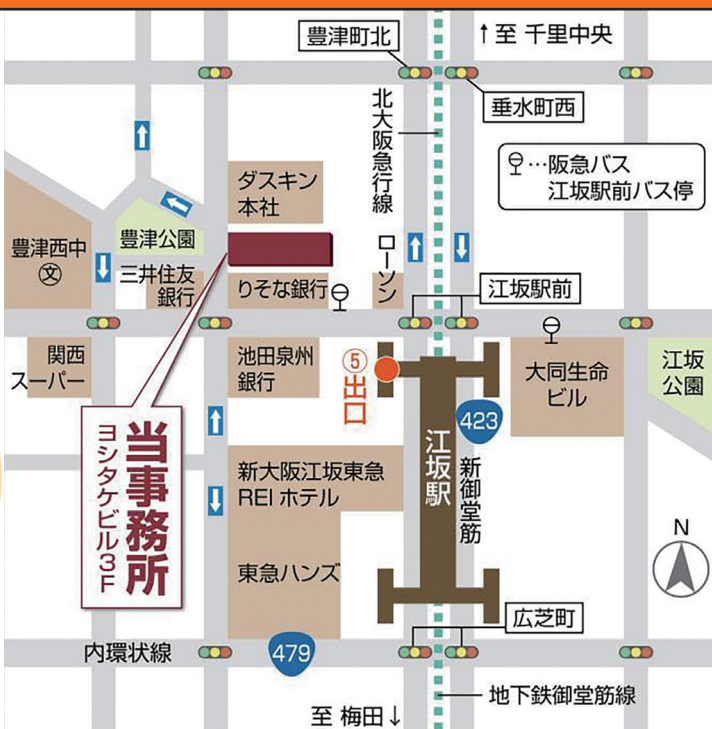 豊津町北
↑至 千里中央
垂水町西
北大阪急行線
…阪急バス
江坂駅前バス停
ダスキン
本社
豊津公園
豊津西中
文
三井住友
銀行
りそな銀行
ローソン
江坂駅前
関西
スーパー
池田泉州
銀行
⑤出口
大同生命
ビル
江坂
公園
423
江坂駅
新御堂筋
当事務所
ヨシタケビル3F
新大阪江坂東急
REIホテル
東急ハンズ
N
広芝町
内環状線
479
地下鉄御堂筋線
至 梅田↓